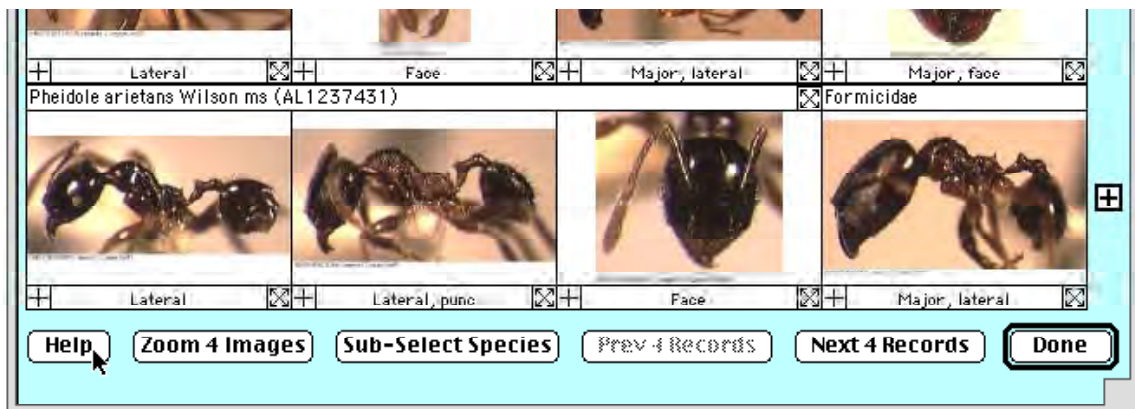 Lateral Face Major, lateral Major, face
Pheidole arietans Wilson ms (AL1237431) Formicidae
Lateral Lateral, punc Face Major, lateral
Help Zoom 4 Images Sub-Select Species Prev 4 Records Next 4 Records Done